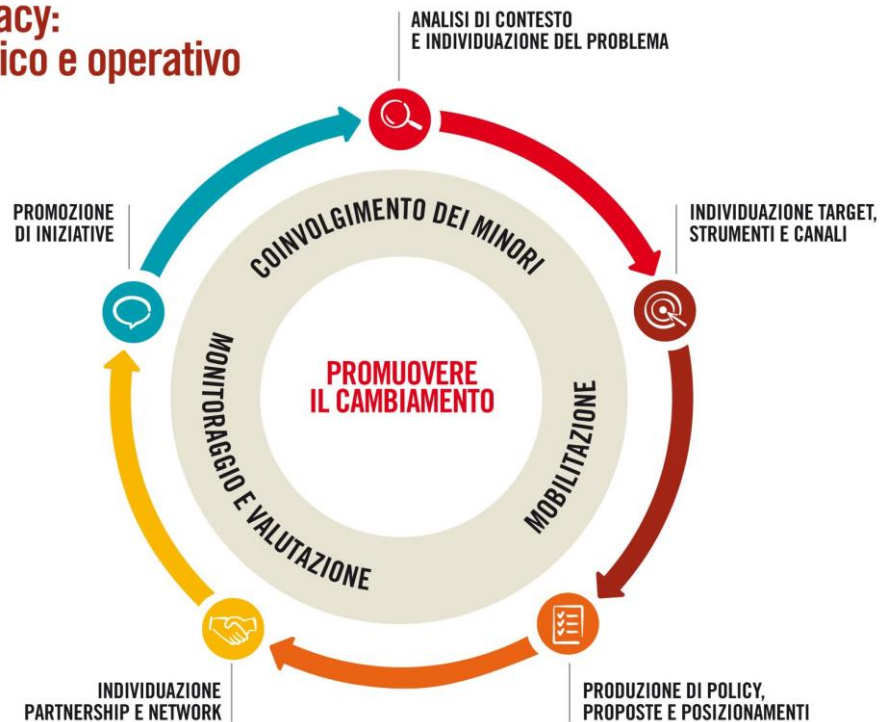 acy:
ico e operativo
ANALISI DI CONTESTO
E INDIVIDUAZIONE DEL PROBLEMA
PROMOZIONE
DI INIZIATIVE
INDIVIDUAZIONE TARGET,
STRUMENTI E CANALI
COINVOLGIMENTO DEI MINORI
MONITORAGGIO E VALUTAZIONE
PROMUOVERE
IL CAMBIAMENTO
MOBILITAZIONE
INDIVIDUAZIONE
PARTNERSHIP E NETWORK
PRODUZIONE DI POLICY,
PROPOSTE E POSIZIONAMENTI